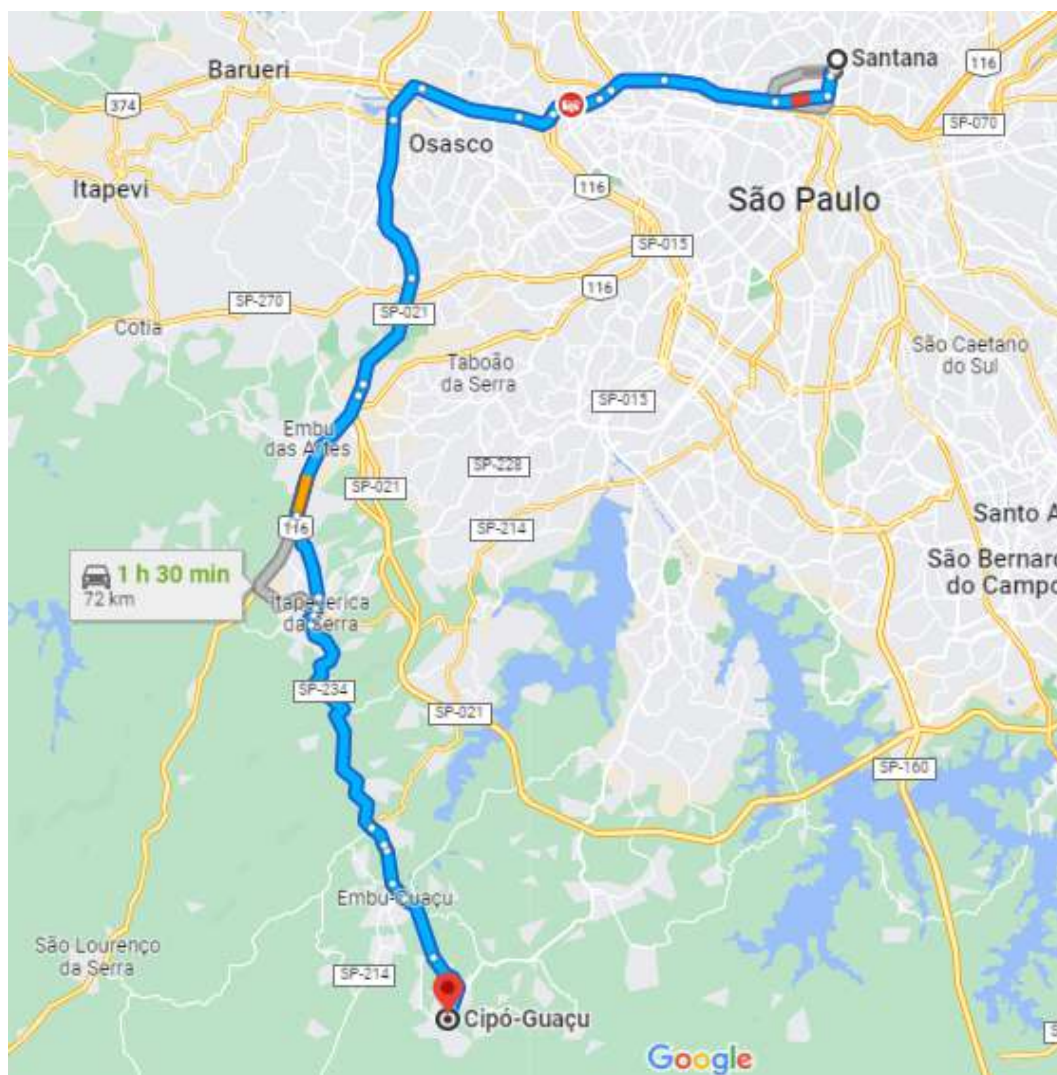 Santana
116
Barueri
374
SP-070
Osasco
Itapevi
116
São Paulo
SP-015
116
SP-270
SP-021
Cotia
São Caetano
do Sul
Taboão
da Serra
SP-015
Embu
das Artes
SP-228
SP-021
Santo A
SP-214
116
1 h 30 min
72 km
São Bernard
do Campo
Itapecerica
da Serra
SP-234
SP-021
SP-160
Embu-Guaçu
São Lourenço
da Serra
SP-214
Cipó-Guaçu
S
Google